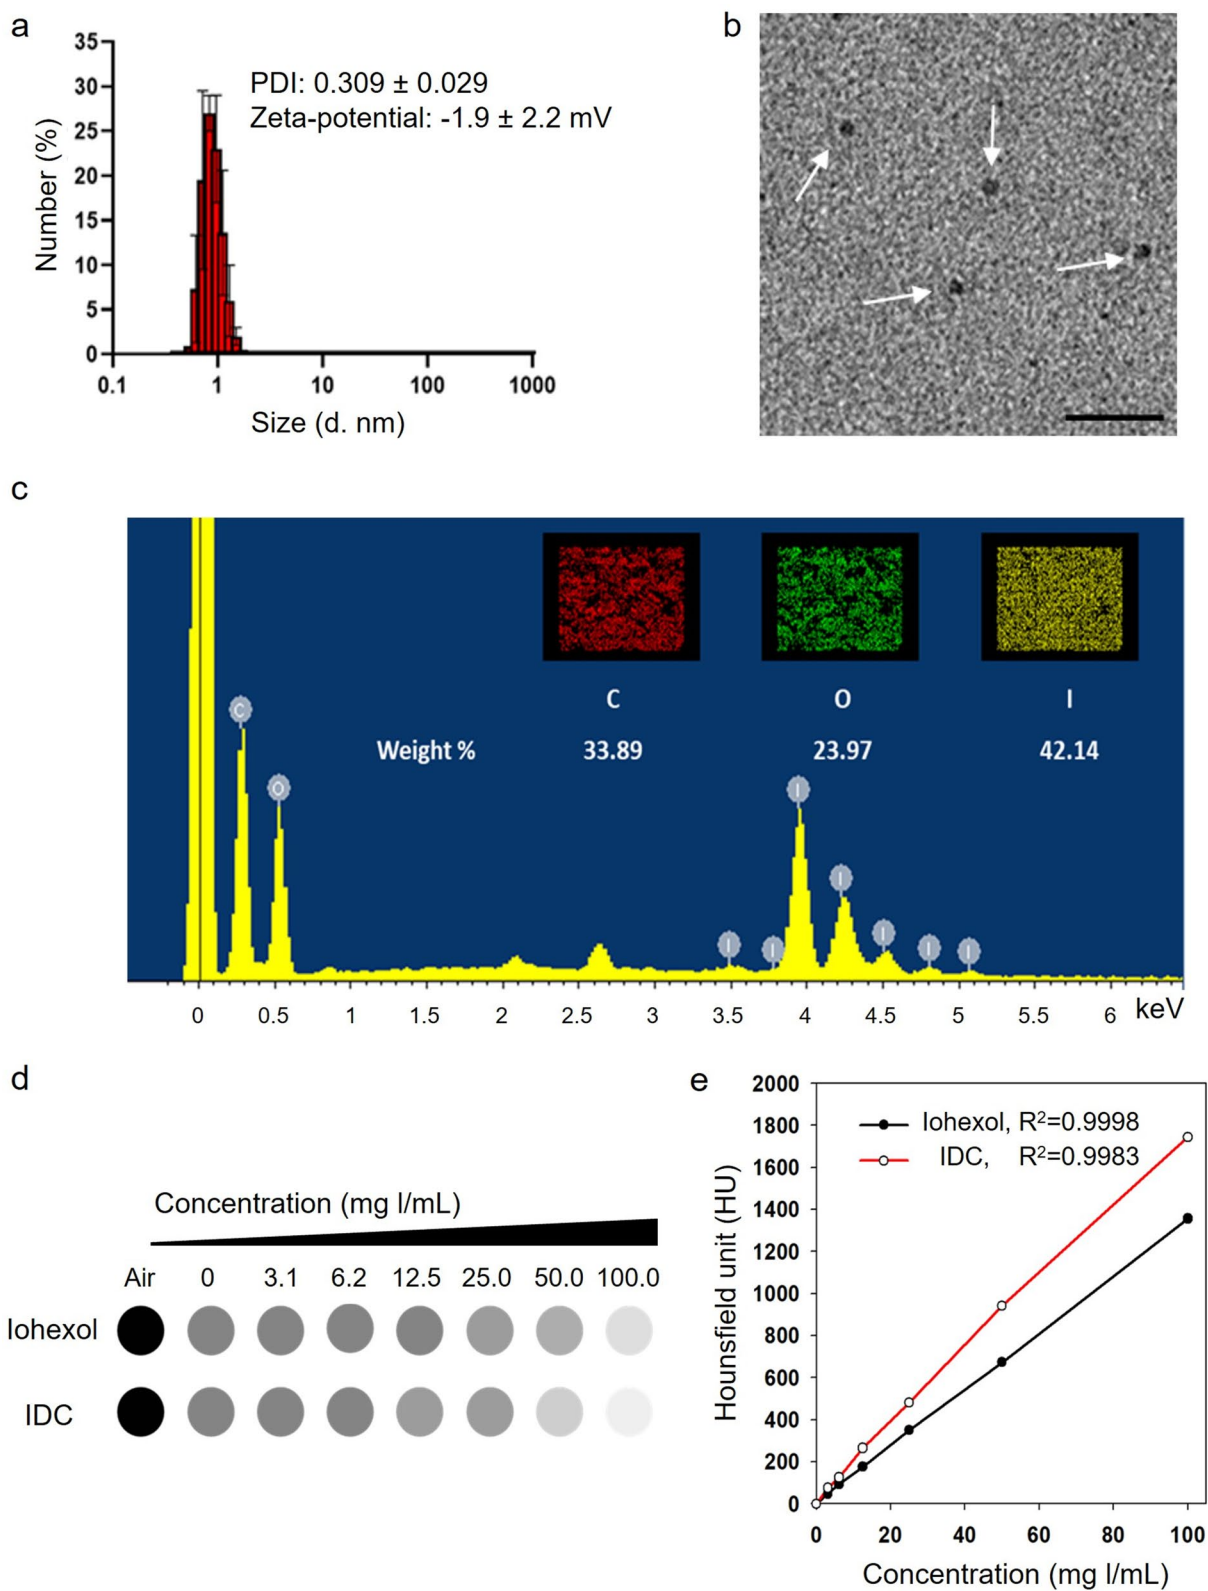 a
35
30
25
20
15
10
5
0
Number (%)
PDI: 0.309 ± 0.029
Zeta-potential: -1.9 ± 2.2 mV
0.1 1 10 100 1000
Size (d. nm)
b
c
C O I
Weight % 33.89 23.97 42.14
C
O
I
I
I
I
I
I
I
0 0.5 1 1.5 2 2.5 3 3.5 4 4.5 5 5.5 6 keV
d
Concentration (mg I/mL)
Air 0 3.1 6.2 12.5 25.0 50.0 100.0
Iohexol
IDC
e
2000
1800
1600
1400
1200
1000
800
600
400
200
0
Hounsfield unit (HU)
Iohexol, R²=0.9998
IDC, R²=0.9983
0 20 40 60 80 100
Concentration (mg I/mL)